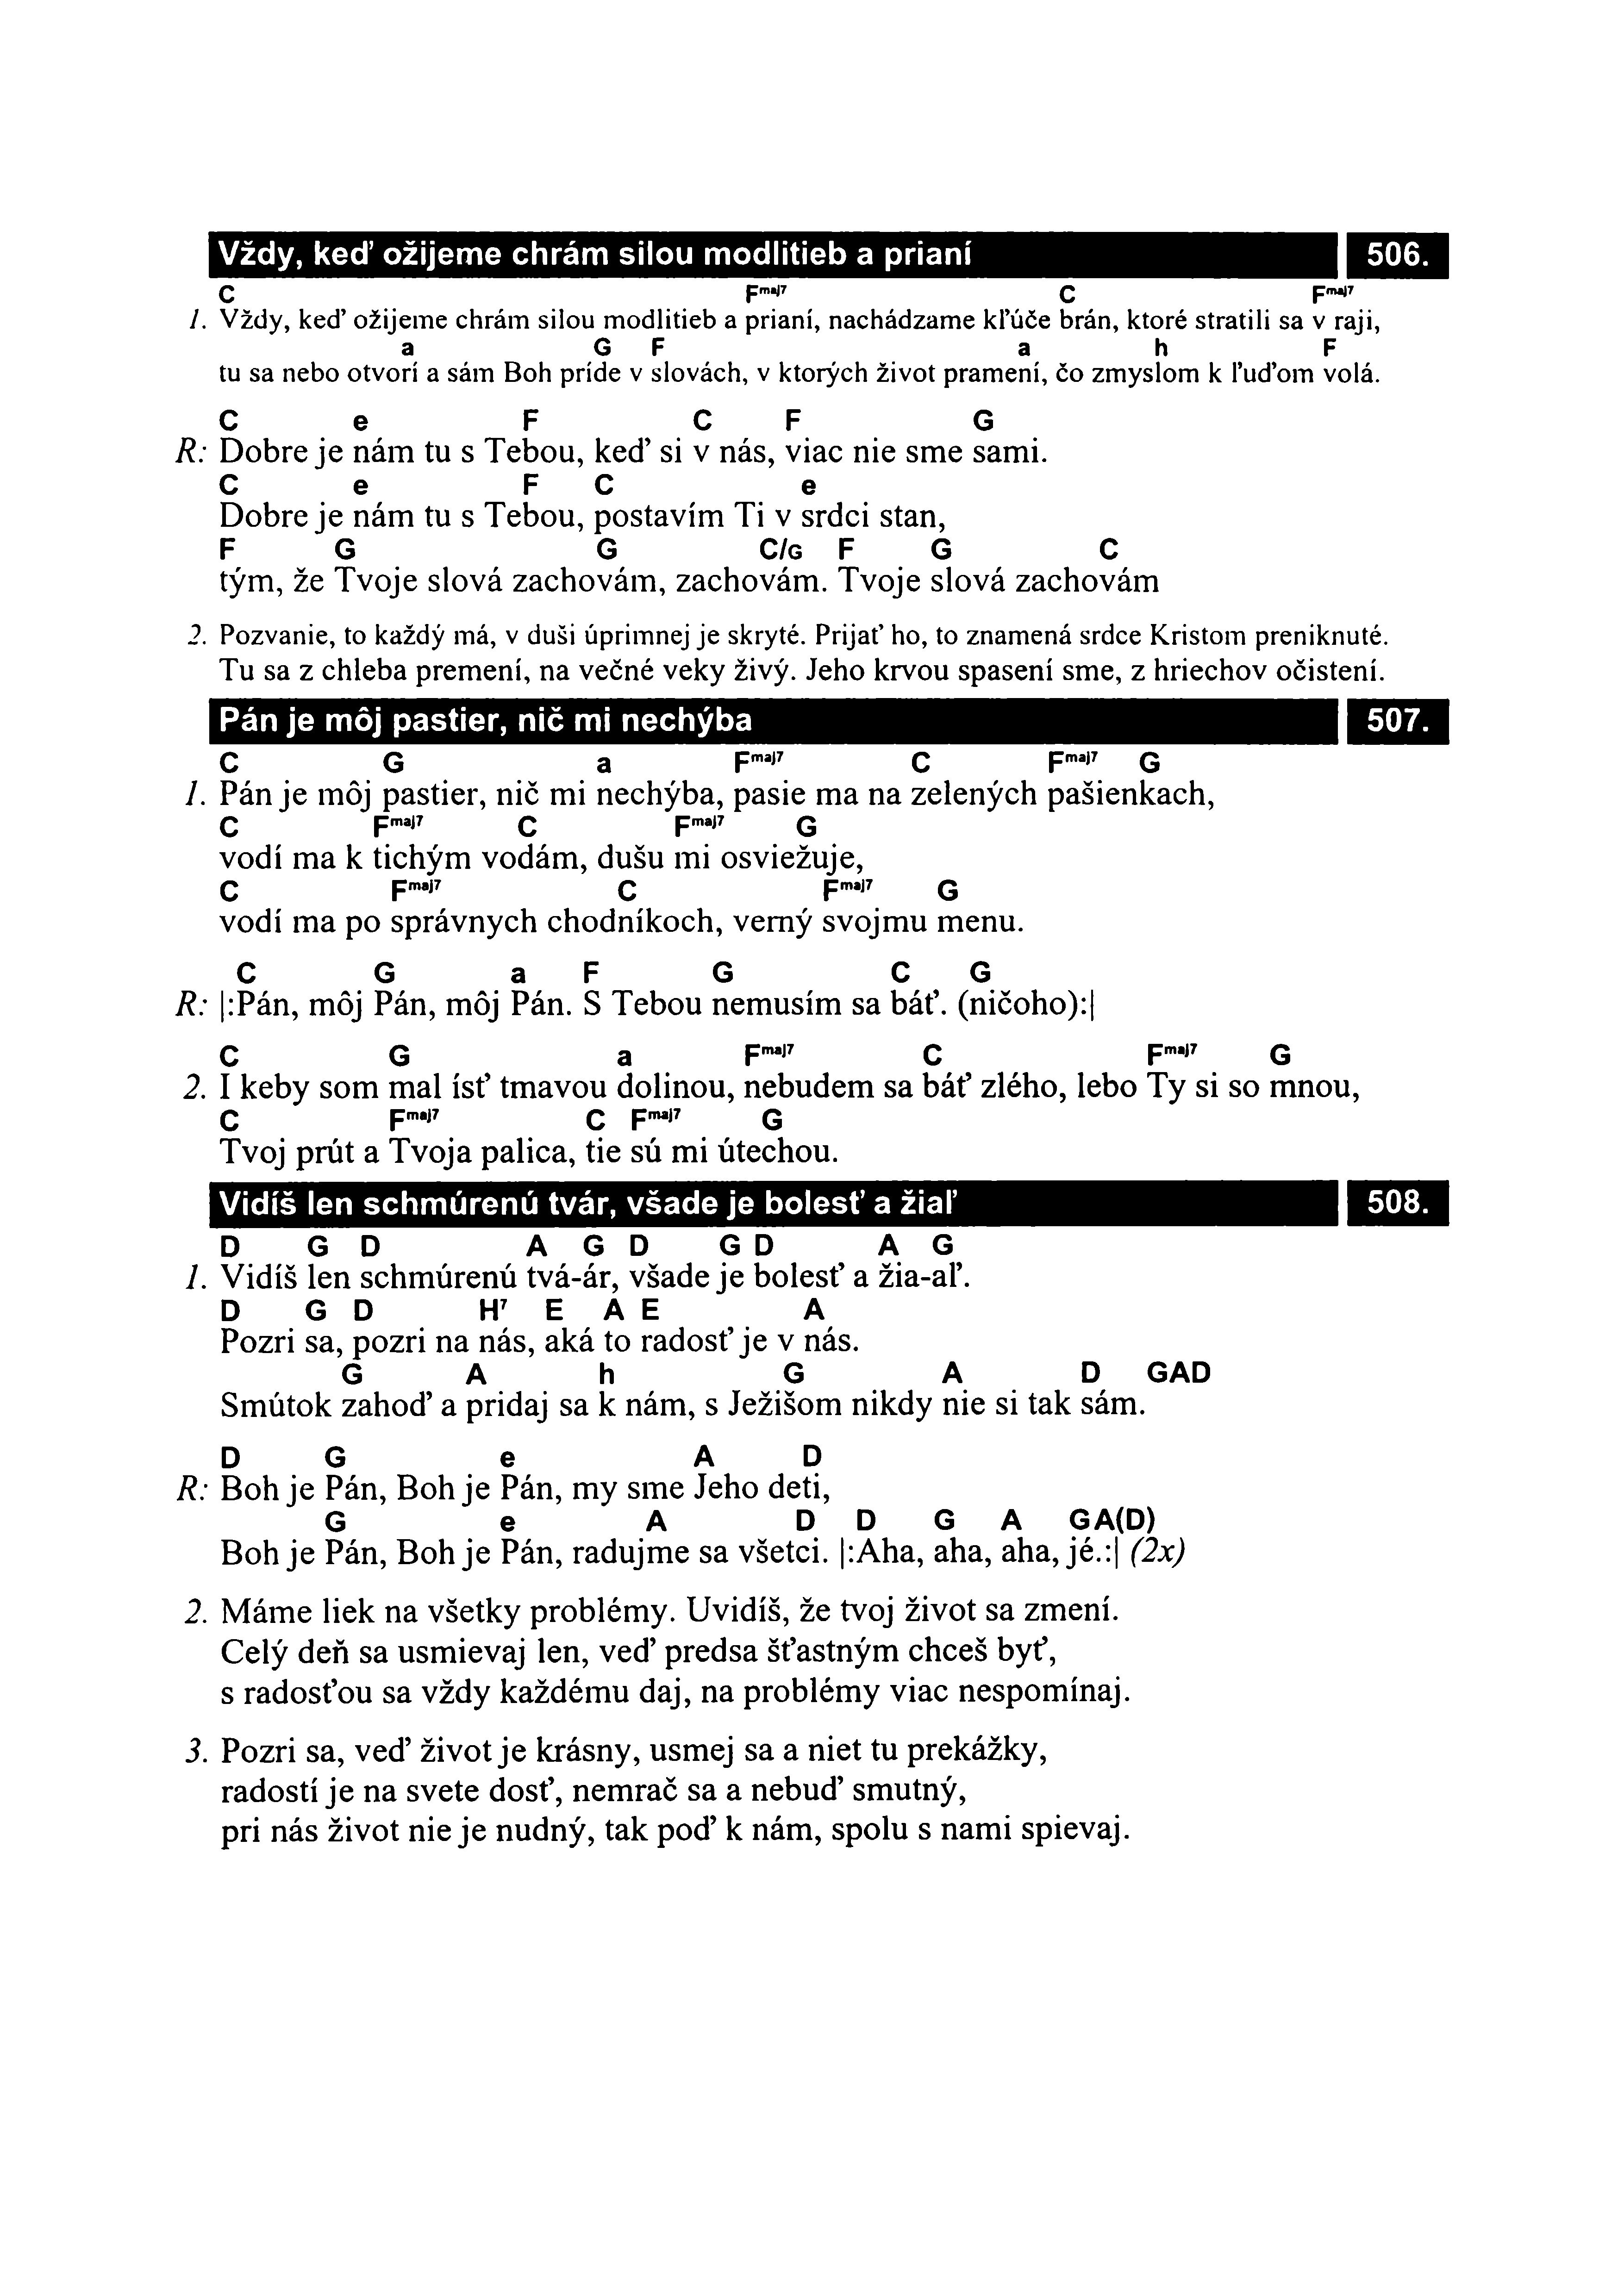 Vždy, keď ožijeme chrám silou modlitieb a prianí 506.
C Fmaj7 C Fmaj7
1. Vždy, keď ožijeme chrám silou modlitieb a prianí, nachádzame kľúče brán, ktoré stratili sa v raji,
a G F a h F
tu sa nebo otvorí a sám Boh príde v slovách, v ktorých život pramení, čo zmyslom k ľuďom volá.
C e F C F G
R: Dobre je nám tu s Tebou, keď si v nás, viac nie sme sami.
C e F C e
Dobre je nám tu s Tebou, postavím Ti v srdci stan,
F G G C/G F G C
tým, že Tvoje slová zachovám, zachovám. Tvoje slová zachovám
2. Pozvanie, to každý má, v duši úprimnej je skryté. Prijať ho, to znamená srdce Kristom preniknuté.
Tu sa z chleba premení, na večné veky živý. Jeho krvou spasení sme, z hriechov očistení.
Pán je môj pastier, nič mi nechýba 507.
C G a Fmaj7 C Fmaj7 G
1. Pán je môj pastier, nič mi nechýba, pasie ma na zelených pašienkach,
C Fmaj7 C Fmaj7 G
vodí ma k tichým vodám, dušu mi osviežuje,
C Fmaj7 C Fmaj7 G
vodí ma po správnych chodníkoch, verný svojmu menu.
C G a F G C G
R: |:Pán, môj Pán, môj Pán. S Tebou nemusím sa báť. (ničoho):|
C G a Fmaj7 C Fmaj7 G
2. I keby som mal ísť tmavou dolinou, nebudem sa báť zlého, lebo Ty si so mnou,
C Fmaj7 C Fmaj7 G
Tvoj prút a Tvoja palica, tie sú mi útechou.
Vidíš len schmúrenú tvár, všade je bolesť a žiaľ 508.
D G D A G D G D A G
1. Vidíš len schmúrenú tvá-ár, všade je bolesť a žia-aľ.
D G D H7 E A E A
Pozri sa, pozri na nás, aká to radosť je v nás.
G A h G A D GAD
Smútok zahoď a pridaj sa k nám, s Ježišom nikdy nie si tak sám.
D G e A D
R: Boh je Pán, Boh je Pán, my sme Jeho deti,
G e A D D G A GA(D)
Boh je Pán, Boh je Pán, radujme sa všetci. |:Aha, aha, aha, jé.:| (2x)
2. Máme liek na všetky problémy. Uvidíš, že tvoj život sa zmení.
Celý deň sa usmievaj len, veď predsa šťastným chceš byť,
s radosťou sa vždy každému daj, na problémy viac nespomínaj.
3. Pozri sa, veď život je krásny, usmej sa a niet tu prekážky,
radostí je na svete dosť, nemrač sa a nebuď smutný,
pri nás život nie je nudný, tak poď k nám, spolu s nami spievaj.